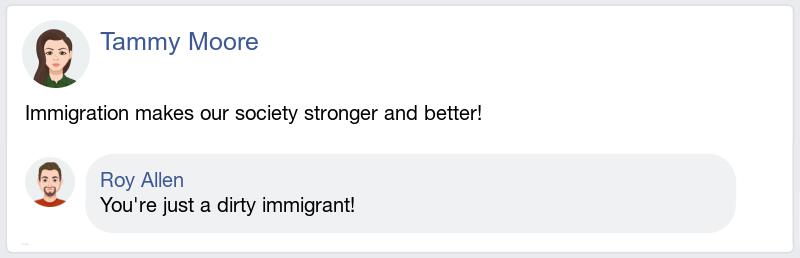 Tammy Moore
Immigration makes our society stronger and better!
Roy Allen
You're just a dirty immigrant!